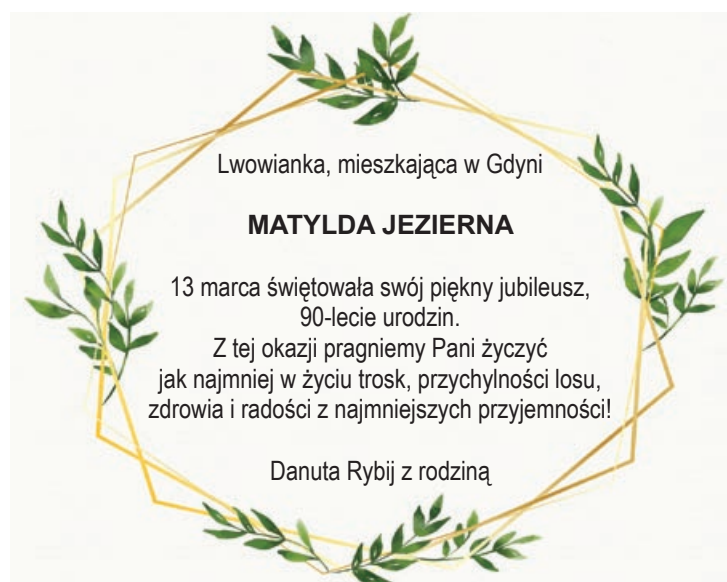 Lwowianka, mieszkająca w Gdyni
MATYLDA JEZIERNA
13 marca świętowała swój piękny jubileusz,
90-lecie urodzin.
Z tej okazji pragniemy Pani życzyć
jak najmniej w życiu trosk, przychylności losu,
zdrowia i radości z najmniejszych przyjemności!
Danuta Rybij z rodziną